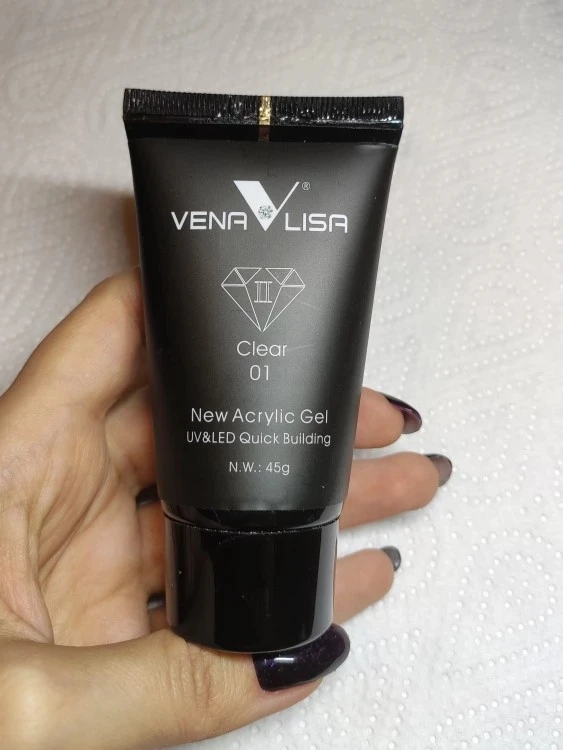 VENA LISA®
II
Clear
01
New Acrylic Gel
UV&LED Quick Building
N.W.: 45g